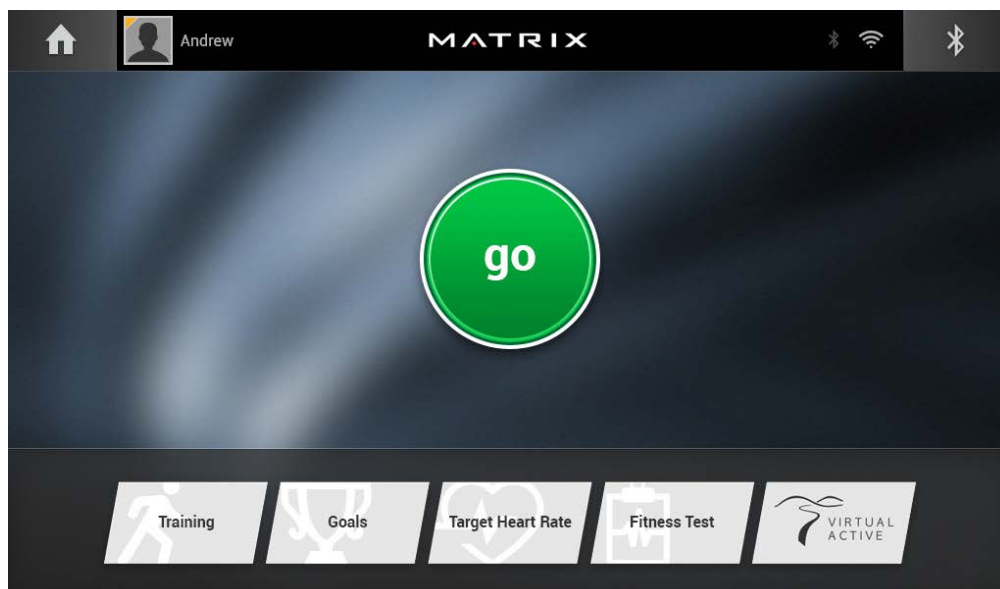 Andrew
MATRIX
go
Training
Goals
Target Heart Rate
Fitness Test
VIRTUAL
ACTIVE